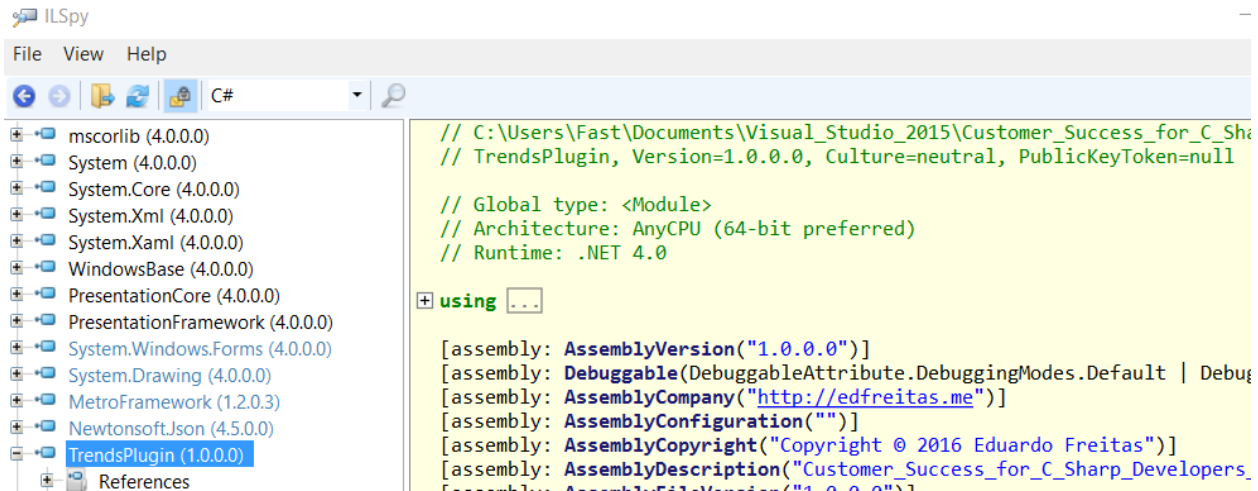 ILSpy
File View Help
C#
mscorlib (4.0.0.0)
System (4.0.0.0)
System.Core (4.0.0.0)
System.Xml (4.0.0.0)
System.Xaml (4.0.0.0)
WindowsBase (4.0.0.0)
PresentationCore (4.0.0.0)
PresentationFramework (4.0.0.0)
System.Windows.Forms (4.0.0.0)
System.Drawing (4.0.0.0)
MetroFramework (1.2.0.3)
Newtonsoft.Json (4.5.0.0)
TrendsPlugin (1.0.0.0)
References
// C:\Users\Fast\Documents\Visual_Studio_2015\Customer_Success_for_C_Sha
// TrendsPlugin, Version=1.0.0.0, Culture=neutral, PublicKeyToken=null
// Global type: <Module>
// Architecture: AnyCPU (64-bit preferred)
// Runtime: .NET 4.0
using ...
[assembly: AssemblyVersion("1.0.0.0")]
[assembly: Debuggable(DebuggableAttribute.DebuggingModes.Default | Debug
[assembly: AssemblyCompany("http://edfreitas.me")]
[assembly: AssemblyConfiguration("")]
[assembly: AssemblyCopyright("Copyright © 2016 Eduardo Freitas")]
[assembly: AssemblyDescription("Customer_Success_for_C_Sharp_Developers_
[assembly: AssemblyFileVersion("1.0.0.0")]